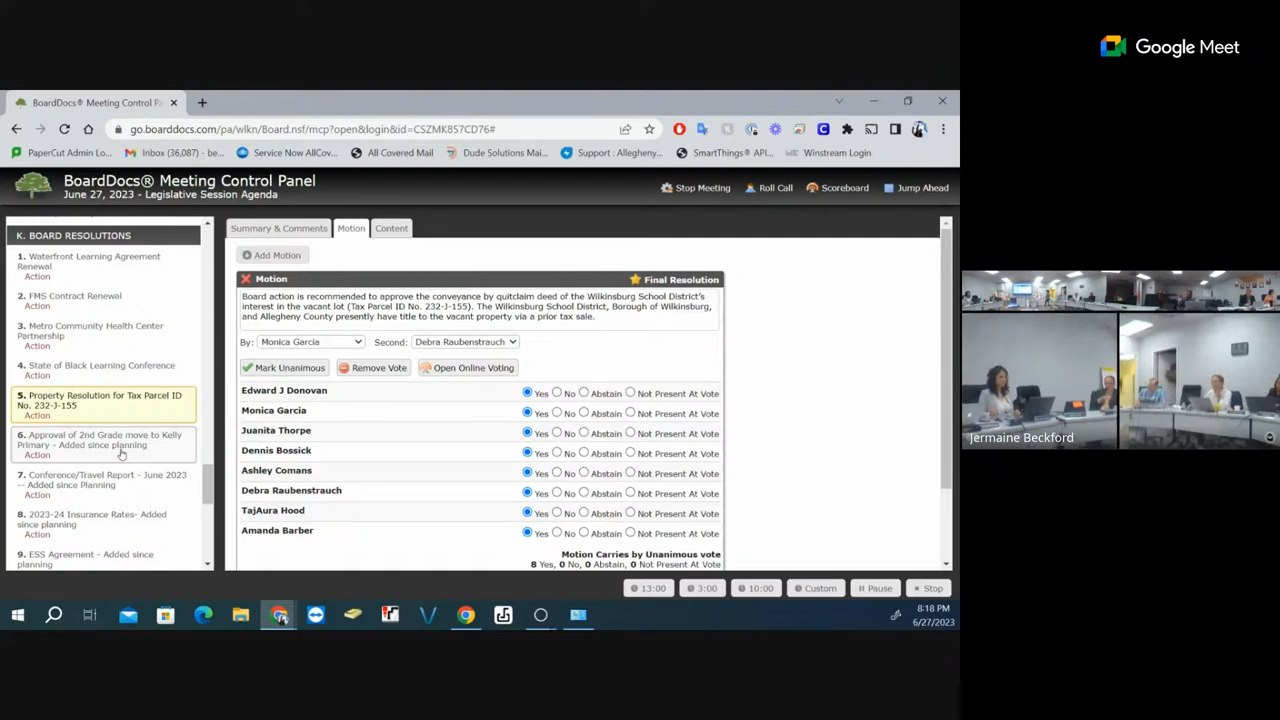 Google Meet
BoardDocs® Meeting Control Pa
go.boarddocs.com/pa/wlkn/Board.nsf/mcp?open&login&id=CSZMK857CD76#
PaperCut Admin Lo...
Inbox (36,087) - be...
Service Now AllCov...
All Covered Mail
Dude Solutions Mai...
Support : Allegheny...
SmartThings® API...
Winstream Login
BoardDocs® Meeting Control Panel
June 27, 2023 - Legislative Session Agenda
Stop Meeting
Roll Call
Scoreboard
Jump Ahead
K. BOARD RESOLUTIONS
1. Waterfront Learning Agreement
Renewal
Action
2. FMS Contract Renewal
Action
3. Metro Community Health Center
Partnership
Action
4. State of Black Learning Conference
Action
5. Property Resolution for Tax Parcel ID
No. 232-J-155
Action
6. Approval of 2nd Grade move to Kelly
Primary - Added since planning
Action
7. Conference/Travel Report - June 2023
-- Added since Planning
Action
8. 2023-24 Insurance Rates- Added
since planning
Action
9. ESS Agreement - Added since
planning
Summary & Comments
Motion
Content
Add Motion
Motion
Final Resolution
Board action is recommended to approve the conveyance by quitclaim deed of the Wilkinsburg School District's
interest in the vacant lot (Tax Parcel ID No. 232-J-155). The Wilkinsburg School District, Borough of Wilkinsburg,
and Allegheny County presently have title to the vacant property via a prior tax sale.
By: Monica Garcia Second: Debra Raubenstrauch
Mark Unanimous
Remove Vote
Open Online Voting
Edward J Donovan Yes No Abstain Not Present At Vote
Monica Garcia Yes No Abstain Not Present At Vote
Juanita Thorpe Yes No Abstain Not Present At Vote
Dennis Bossick Yes No Abstain Not Present At Vote
Ashley Comans Yes No Abstain Not Present At Vote
Debra Raubenstrauch Yes No Abstain Not Present At Vote
TajAura Hood Yes No Abstain Not Present At Vote
Amanda Barber Yes No Abstain Not Present At Vote
Motion Carries by Unanimous vote
8 Yes, 0 No, 0 Abstain, 0 Not Present At Vote
13:00
3:00
10:00
Custom
Pause
Stop
8:18 PM
6/27/2023
Jermaine Beckford